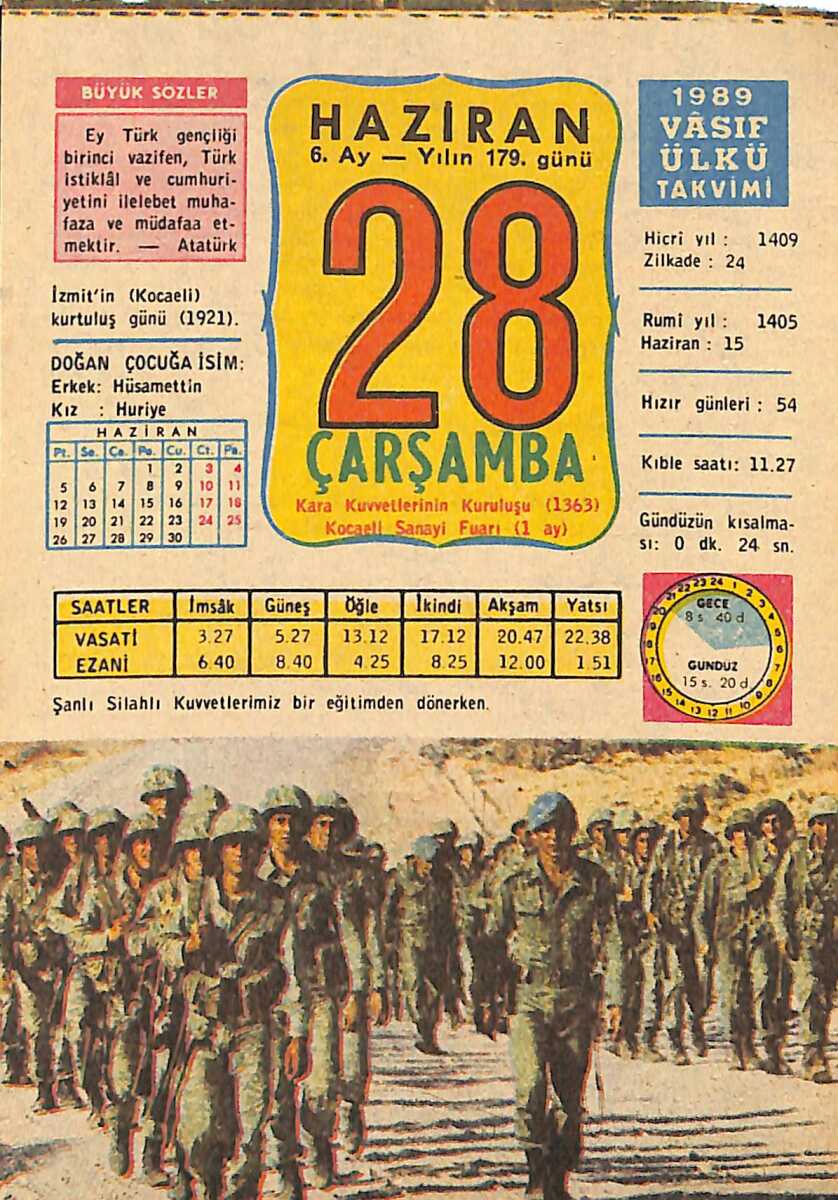 BÜYÜK SÖZLER
Ey Türk gençliği
birinci vazifen, Türk
istiklâl ve cumhuri-
yetini ilelebet muha-
faza ve müdafaa et-
mektir. — Atatürk
İzmit'in (Kocaeli)
kurtuluş günü (1921).
DOĞAN ÇOCUĞA İSİM:
Erkek: Hüsamettin
Kız : Huriye
HAZİRAN
Pt. Sa. Ça. Pe. Cu. Ct. Pa.
1 2 3 4
5 6 7 8 9 10 11
12 13 14 15 16 17 18
19 20 21 22 23 24 25
26 27 28 29 30
HAZİRAN
6. Ay — Yılın 179. günü
28
ÇARŞAMBA
Kara Kuvvetlerinin Kuruluşu (1363)
Kocaeli Sanayi Fuarı (1 ay)
1989
VÂSIF
ÜLKÜ
TAKVİMİ
Hicrî yıl : 1409
Zilkade : 24
Rumî yıl : 1405
Haziran : 15
Hızır günleri : 54
Kıble saatı: 11.27
Gündüzün kısalma-
sı: 0 dk. 24 sn.
SAATLER İmsâk Güneş Öğle İkindi Akşam Yatsı
VASATİ 3.27 5.27 13.12 17.12 20.47 22.38
EZANİ 6.40 8.40 4.25 8.25 12.00 1.51
GECE
8 s. 40 d
GÜNDÜZ
15 s. 20 d
Şanlı Silahlı Kuvvetlerimiz bir eğitimden dönerken.